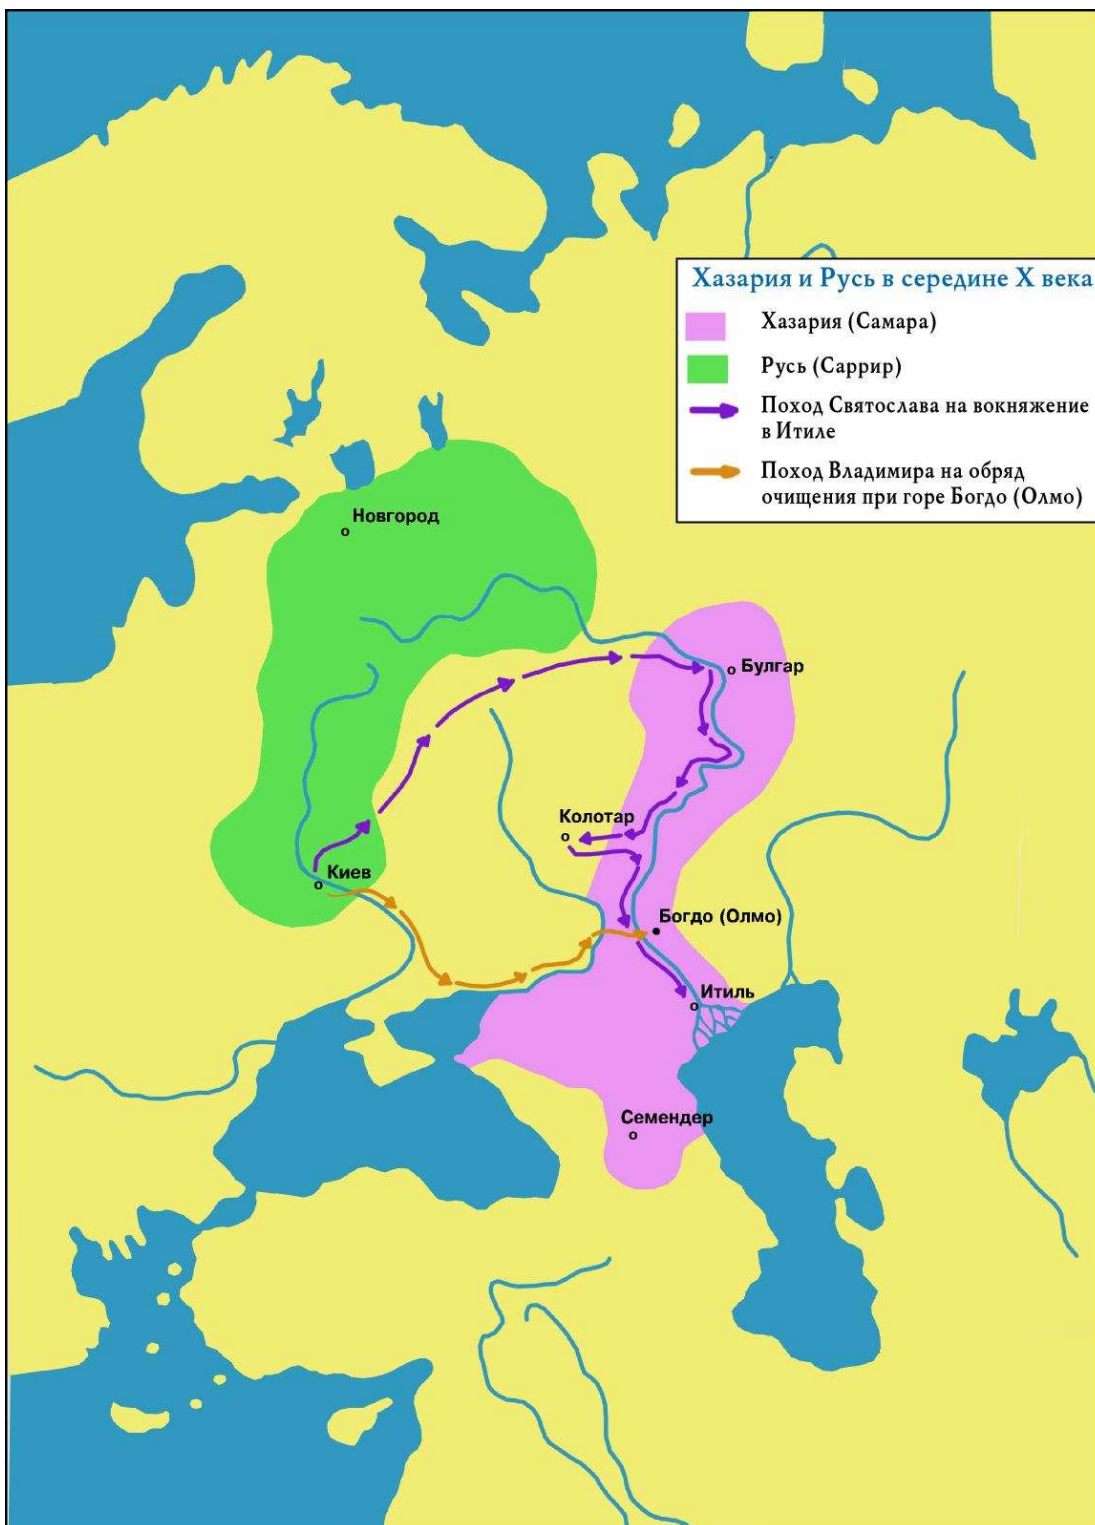 Хазария и Русь в середине X века
Хазария (Самара)
Русь (Саррир)
Поход Святослава на вокняжение
в Итиле
Поход Владимира на обряд
очищения при горе Богдо (Олмо)
Новгород
Булгар
Колотар
Киев
Богдо (Олмо)
Итиль
Семендер